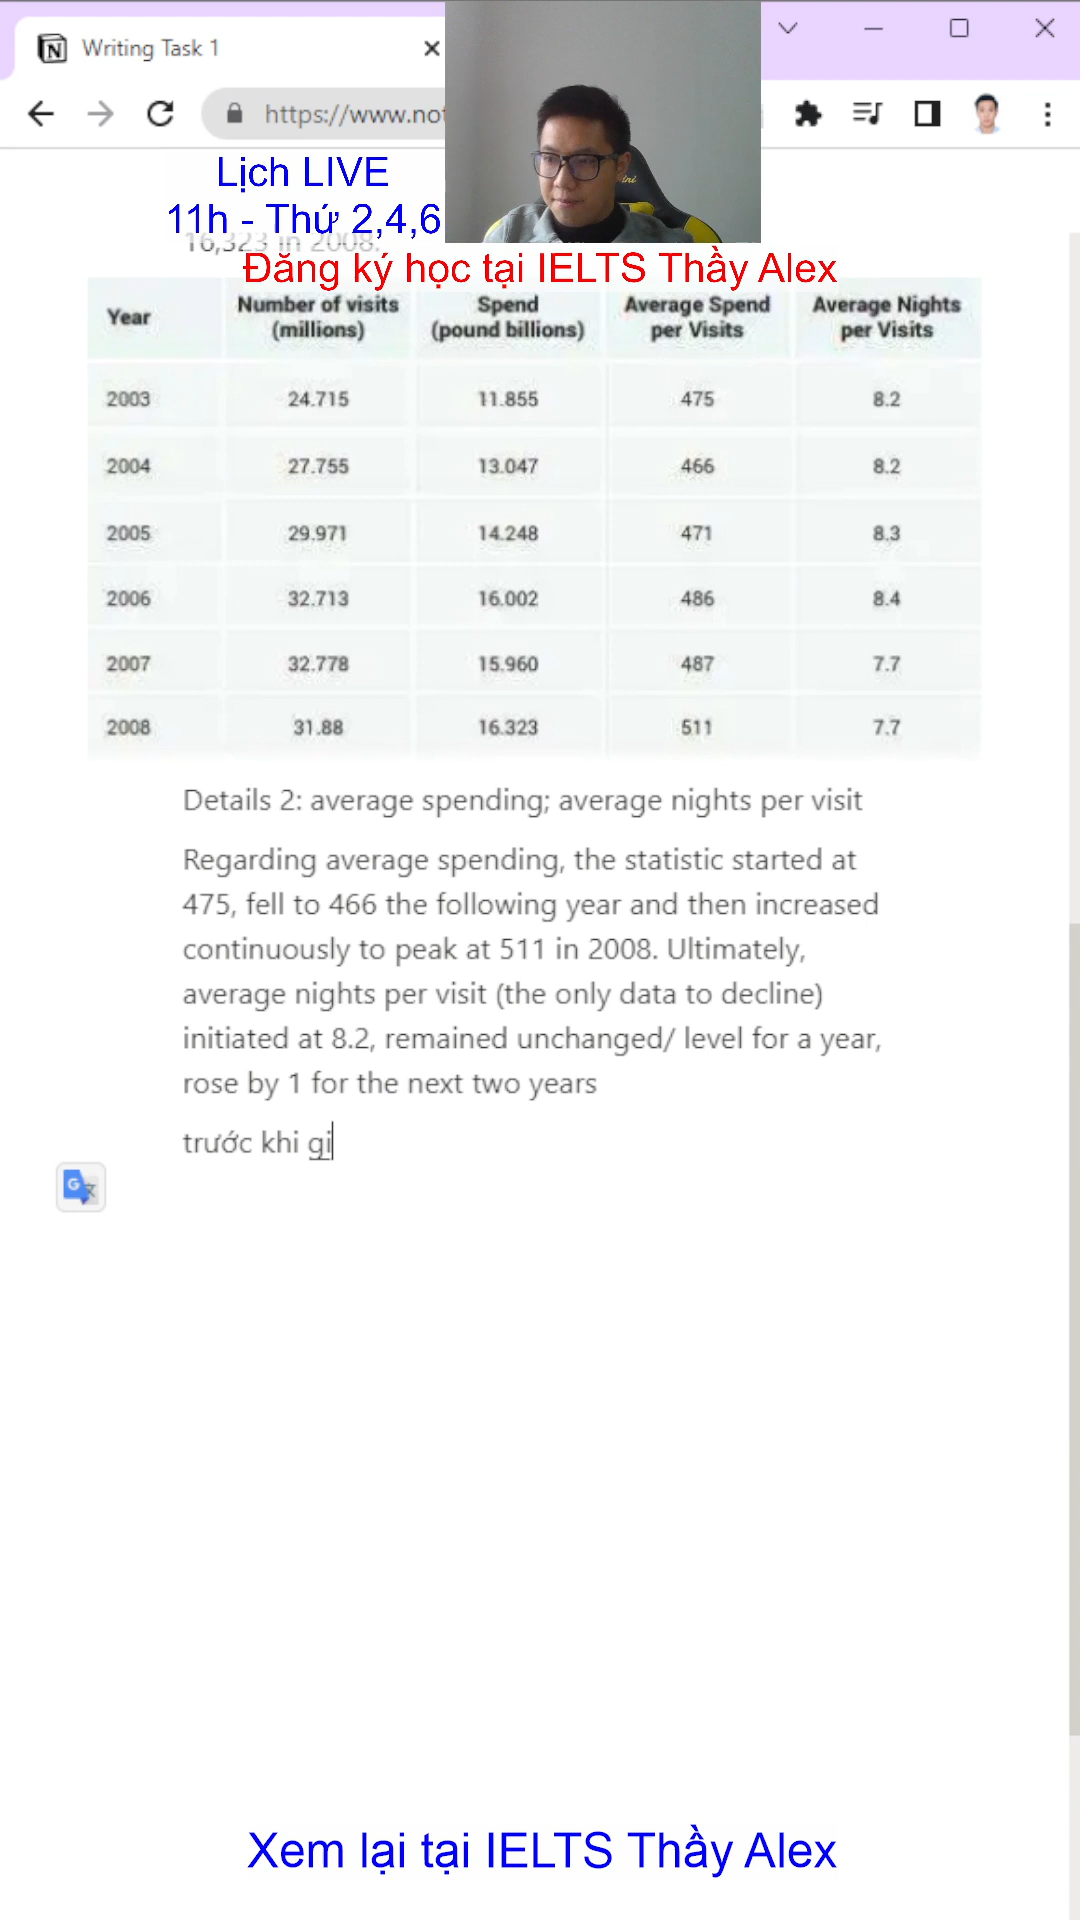 Writing Task 1
https://www.not
Lịch LIVE
11h - Thứ 2,4,6
16,323 in 2008.
Đăng ký học tại IELTS Thầy Alex
Year Number of visits (millions) Spend (pound billions) Average Spend per Visits Average Nights per Visits
2003 24.715 11.855 475 8.2
2004 27.755 13.047 466 8.2
2005 29.971 14.248 471 8.3
2006 32.713 16.002 486 8.4
2007 32.778 15.960 487 7.7
2008 31.88 16.323 511 7.7
Details 2: average spending; average nights per visit
Regarding average spending, the statistic started at
475, fell to 466 the following year and then increased
continuously to peak at 511 in 2008. Ultimately,
average nights per visit (the only data to decline)
initiated at 8.2, remained unchanged/ level for a year,
rose by 1 for the next two years
trước khi gi
Xem lại tại IELTS Thầy Alex